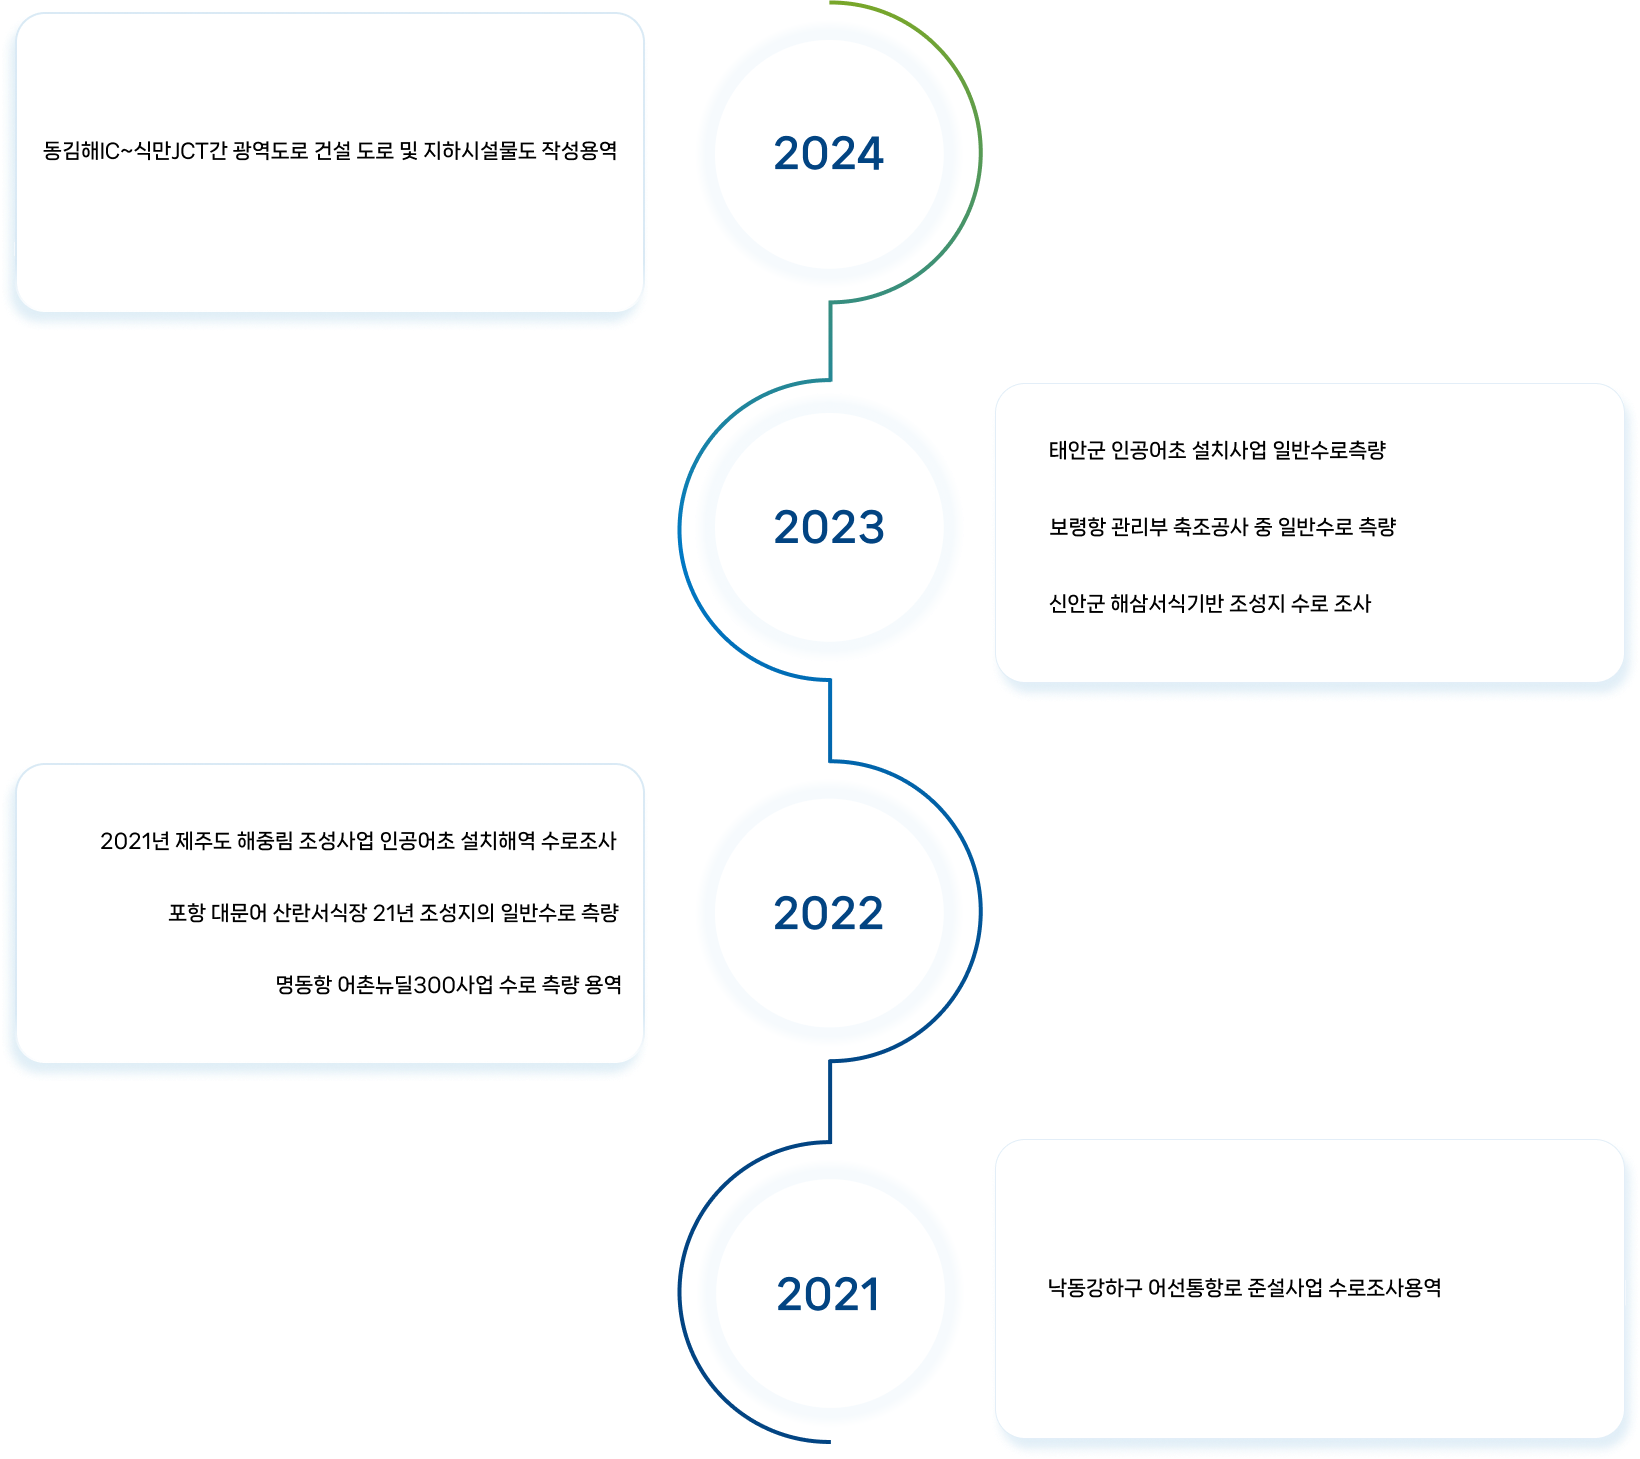 동김해IC~식만JCT간 광역도로 건설 도로 및 지하시설물도 작성용역
2024
2023
태안군 인공어초 설치사업 일반수로측량
보령항 관리부 축조공사 중 일반수로 측량
신안군 해삼서식기반 조성지 수로 조사
2021년 제주도 해중림 조성사업 인공어초 설치해역 수로조사
포항 대문어 산란서식장 21년 조성지의 일반수로 측량
명동항 어촌뉴딜300사업 수로 측량 용역
2022
2021
낙동강하구 어선통항로 준설사업 수로조사용역